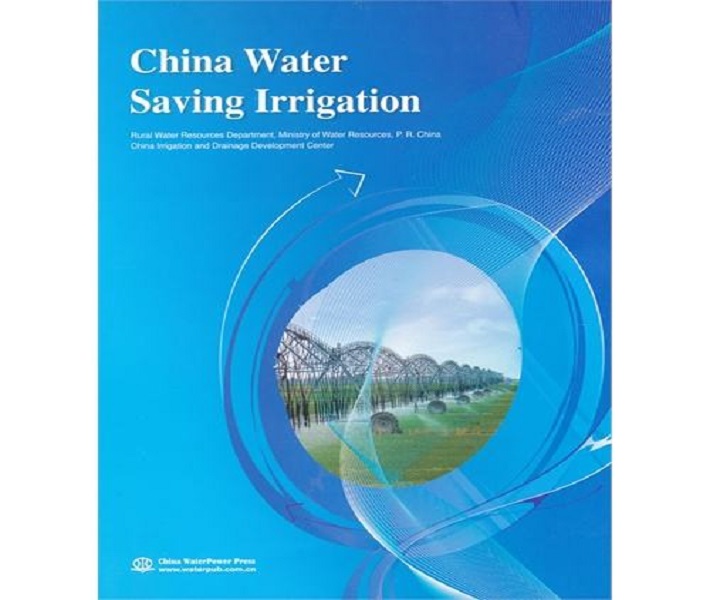 China Water
Saving Irrigation
Rural Water Resources Department, Ministry of Water Resources, P. R. China
China Irrigation and Drainage Development Center
China WaterPower Press
www.waterpub.com.cn